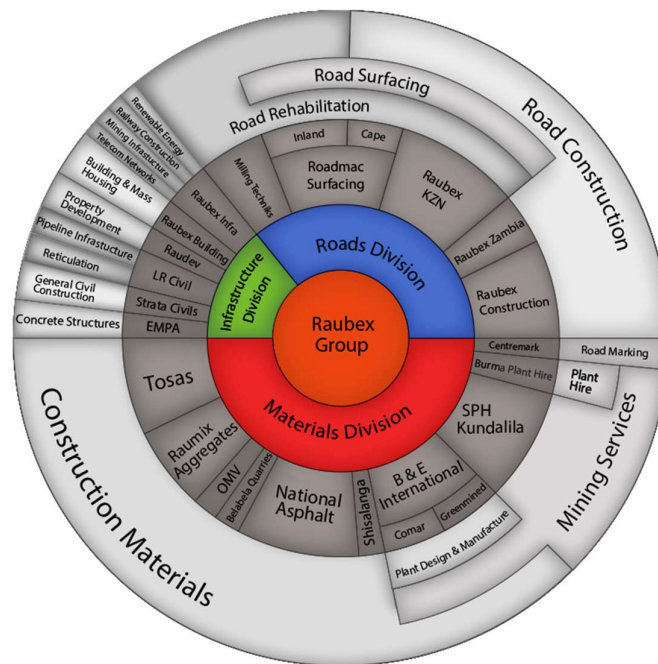 Raubex
Group
Roads Division
Infrastructure
Division
Materials Division
Road Construction
Road Surfacing
Road Rehabilitation
Inland
Cape
Roadmac
Surfacing
Raubex
KZN
Raubex Zambia
Raubex
Construction
Milling Techniks
Raubex Infra
Raubex Building
Raudev
LR Civil
Strata Civils
EMPA
Renewable Energy
Railway Construction
Mining Infrastucture
Telecom Networks
Building & Mass
Housing
Property
Development
Pipeline Infrastucture
Reticulation
General Civil
Construction
Concrete Structures
Centremark
Road Marking
Burma Plant Hire
Plant
Hire
SPH
Kundalila
Mining Services
B & E
International
Comar
Greenmined
Plant Design & Manufacture
Shisalanga
National
Asphalt
Belabela Quarries
OMV
Raumix
Aggregates
Tosas
Construction Materials